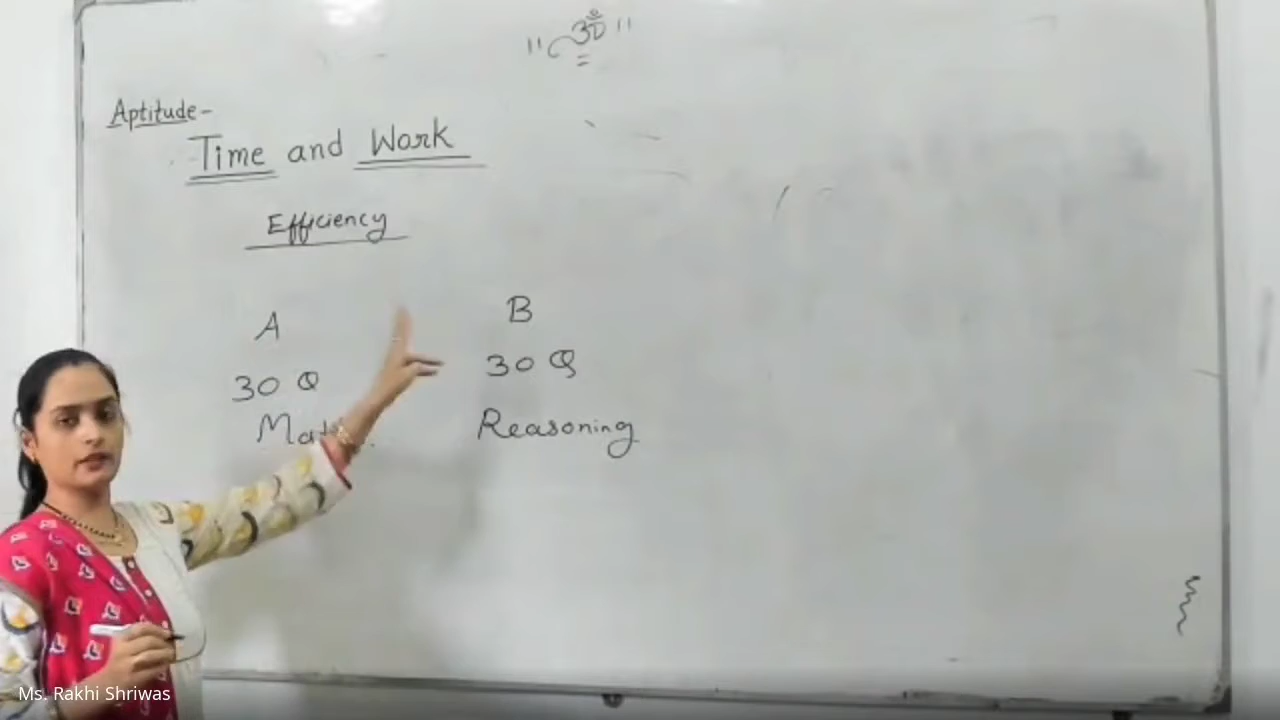 " ॐ "
Aptitude-
Time and Work
Efficiency
A B
30 Q 30 Q
Reasoning
Ms. Rakhi Shriwas